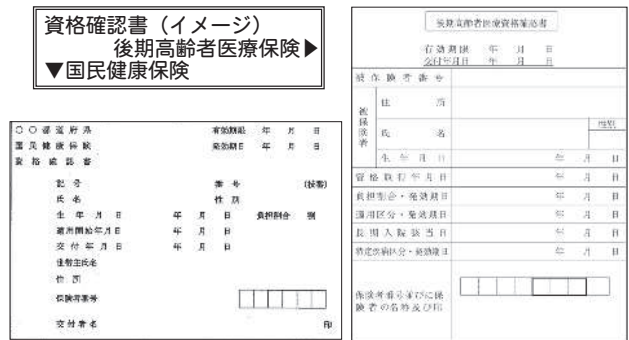 資格確認書（イメージ）
後期高齢者医療保険▶
▼国民健康保険
〇〇都道府県 有効期限 年 月 日
国民健康保険 発効期日 年 月 日
資格確認書
記号 番号 (枝番)
氏名 性別
生年月日 年 月 日 負担割合 割
適用開始年月日 年 月 日
交付年月日 年 月 日
世帯主氏名
住所
保険者番号
交付者名 印
後期高齢者医療資格確認書
有効期限 年 月 日
交付年月日 年 月 日
被保険者番号
被保険者
住所
氏名
性別
生年月日 年 月 日
資格取得年月日 年 月 日
負担割合・発効期日 年 月 日
適用区分・発効期日 年 月 日
長期入院該当日 年 月 日
特定疾病区分・発効期日 年 月 日
保険者番号並びに保
険者の名称及び印